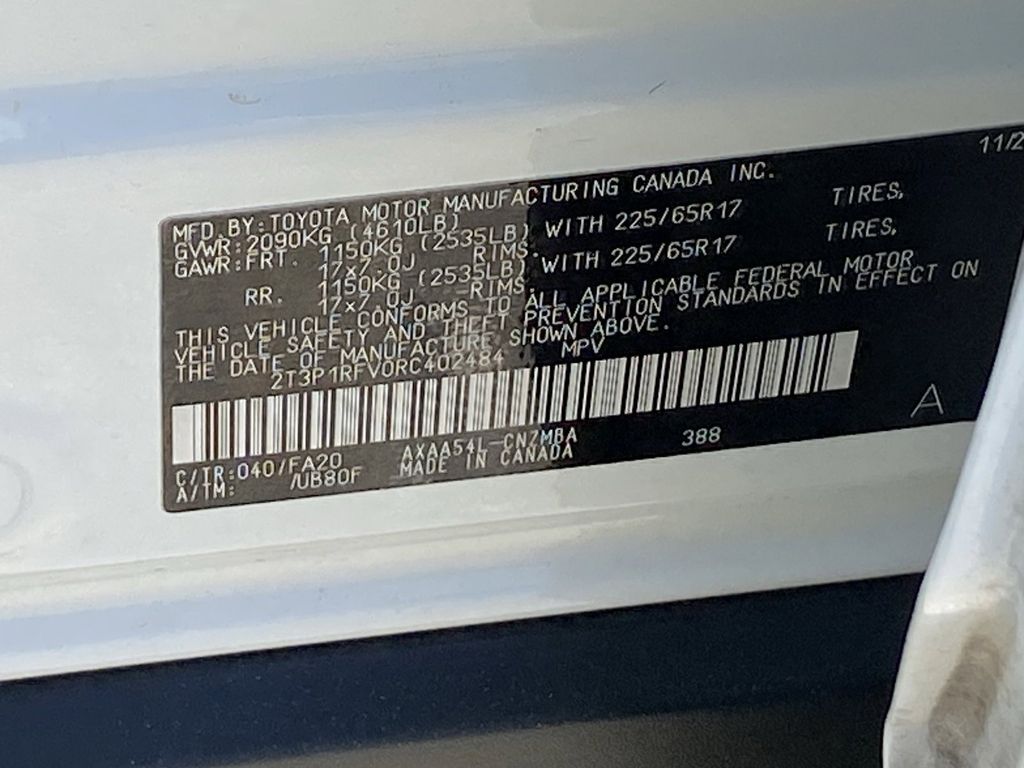 11/2
MFD.BY:TOYOTA MOTOR MANUFACTURING CANADA INC.
GVWR:2090KG (4610LB)
GAWR:FRT. 1150KG (2535LB) WITH 225/65R17 TIRES,
17x7.0J RIMS.
RR. 1150KG (2535LB) WITH 225/65R17 TIRES,
17x7.0J RIMS.
THIS VEHICLE CONFORMS TO ALL APPLICABLE FEDERAL MOTOR
VEHICLE SAFETY AND THEFT PREVENTION STANDARDS IN EFFECT ON
THE DATE OF MANUFACTURE SHOWN ABOVE.
2T3P1RFV0RC402484 MPV
C/TR:040/FA20 AXAA54L-CNZMBA 388 A
A/TM: /UB80F MADE IN CANADA